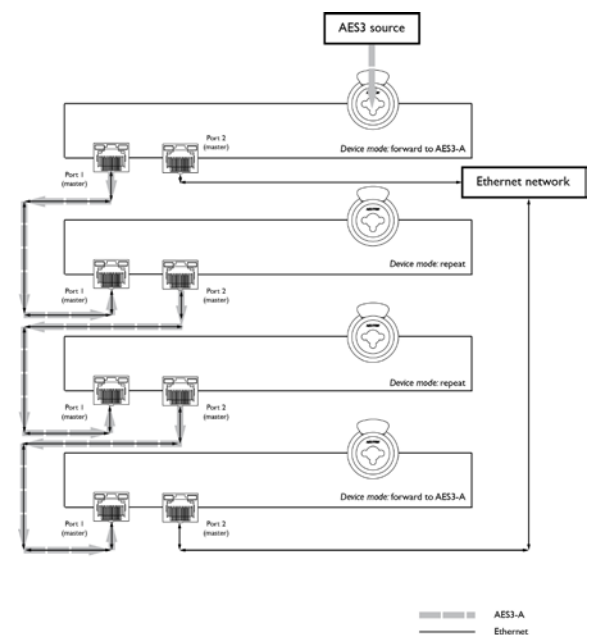 AES3 source
Port 2
(master)
Device mode: forward to AES3-A
Port 1
(master)
Ethernet network
Device mode: repeat
Port 1
(master)
Port 2
(master)
Device mode: repeat
Port 1
(master)
Port 2
(master)
Device mode: forward to AES3-A
Port 1
(master)
Port 2
(master)
AES3-A
Ethernet